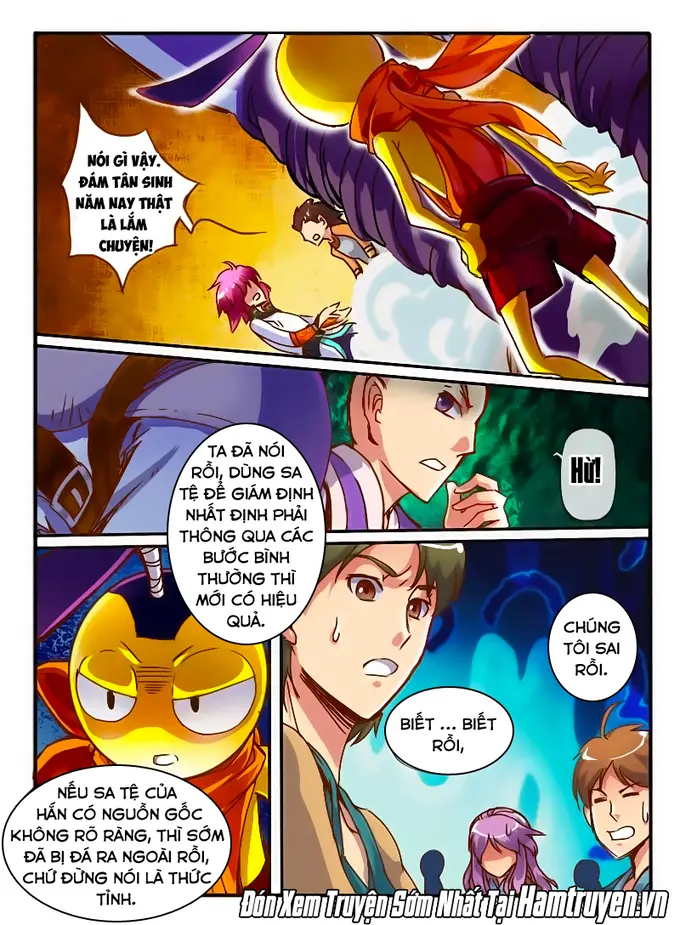 NÓI GÌ VẬY.
ĐÁM TÂN SINH
NĂM NAY THẬT
LÀ LẮM
CHUYỆN!
TA ĐÃ NÓI
RỒI, DÙNG SA
TỆ ĐỂ GIÁM ĐỊNH
NHẤT ĐỊNH PHẢI
THÔNG QUA CÁC
BƯỚC BÌNH
THƯỜNG THÌ
MỚI CÓ HIỆU
QUẢ.
HỪ!
NẾU SA TỆ CỦA
HẮN CÓ NGUỒN GỐC
KHÔNG RÕ RÀNG, THÌ SỚM
ĐÃ BỊ ĐÁ RA NGOÀI RỒI,
CHỨ ĐỪNG NÓI LÀ THỨC
TỈNH.
CHÚNG
TÔI SAI
RỒI.
BIẾT ... BIẾT
RỒI,
Đón Xem Truyện Sớm Nhất Tại Hamtruyen.vn